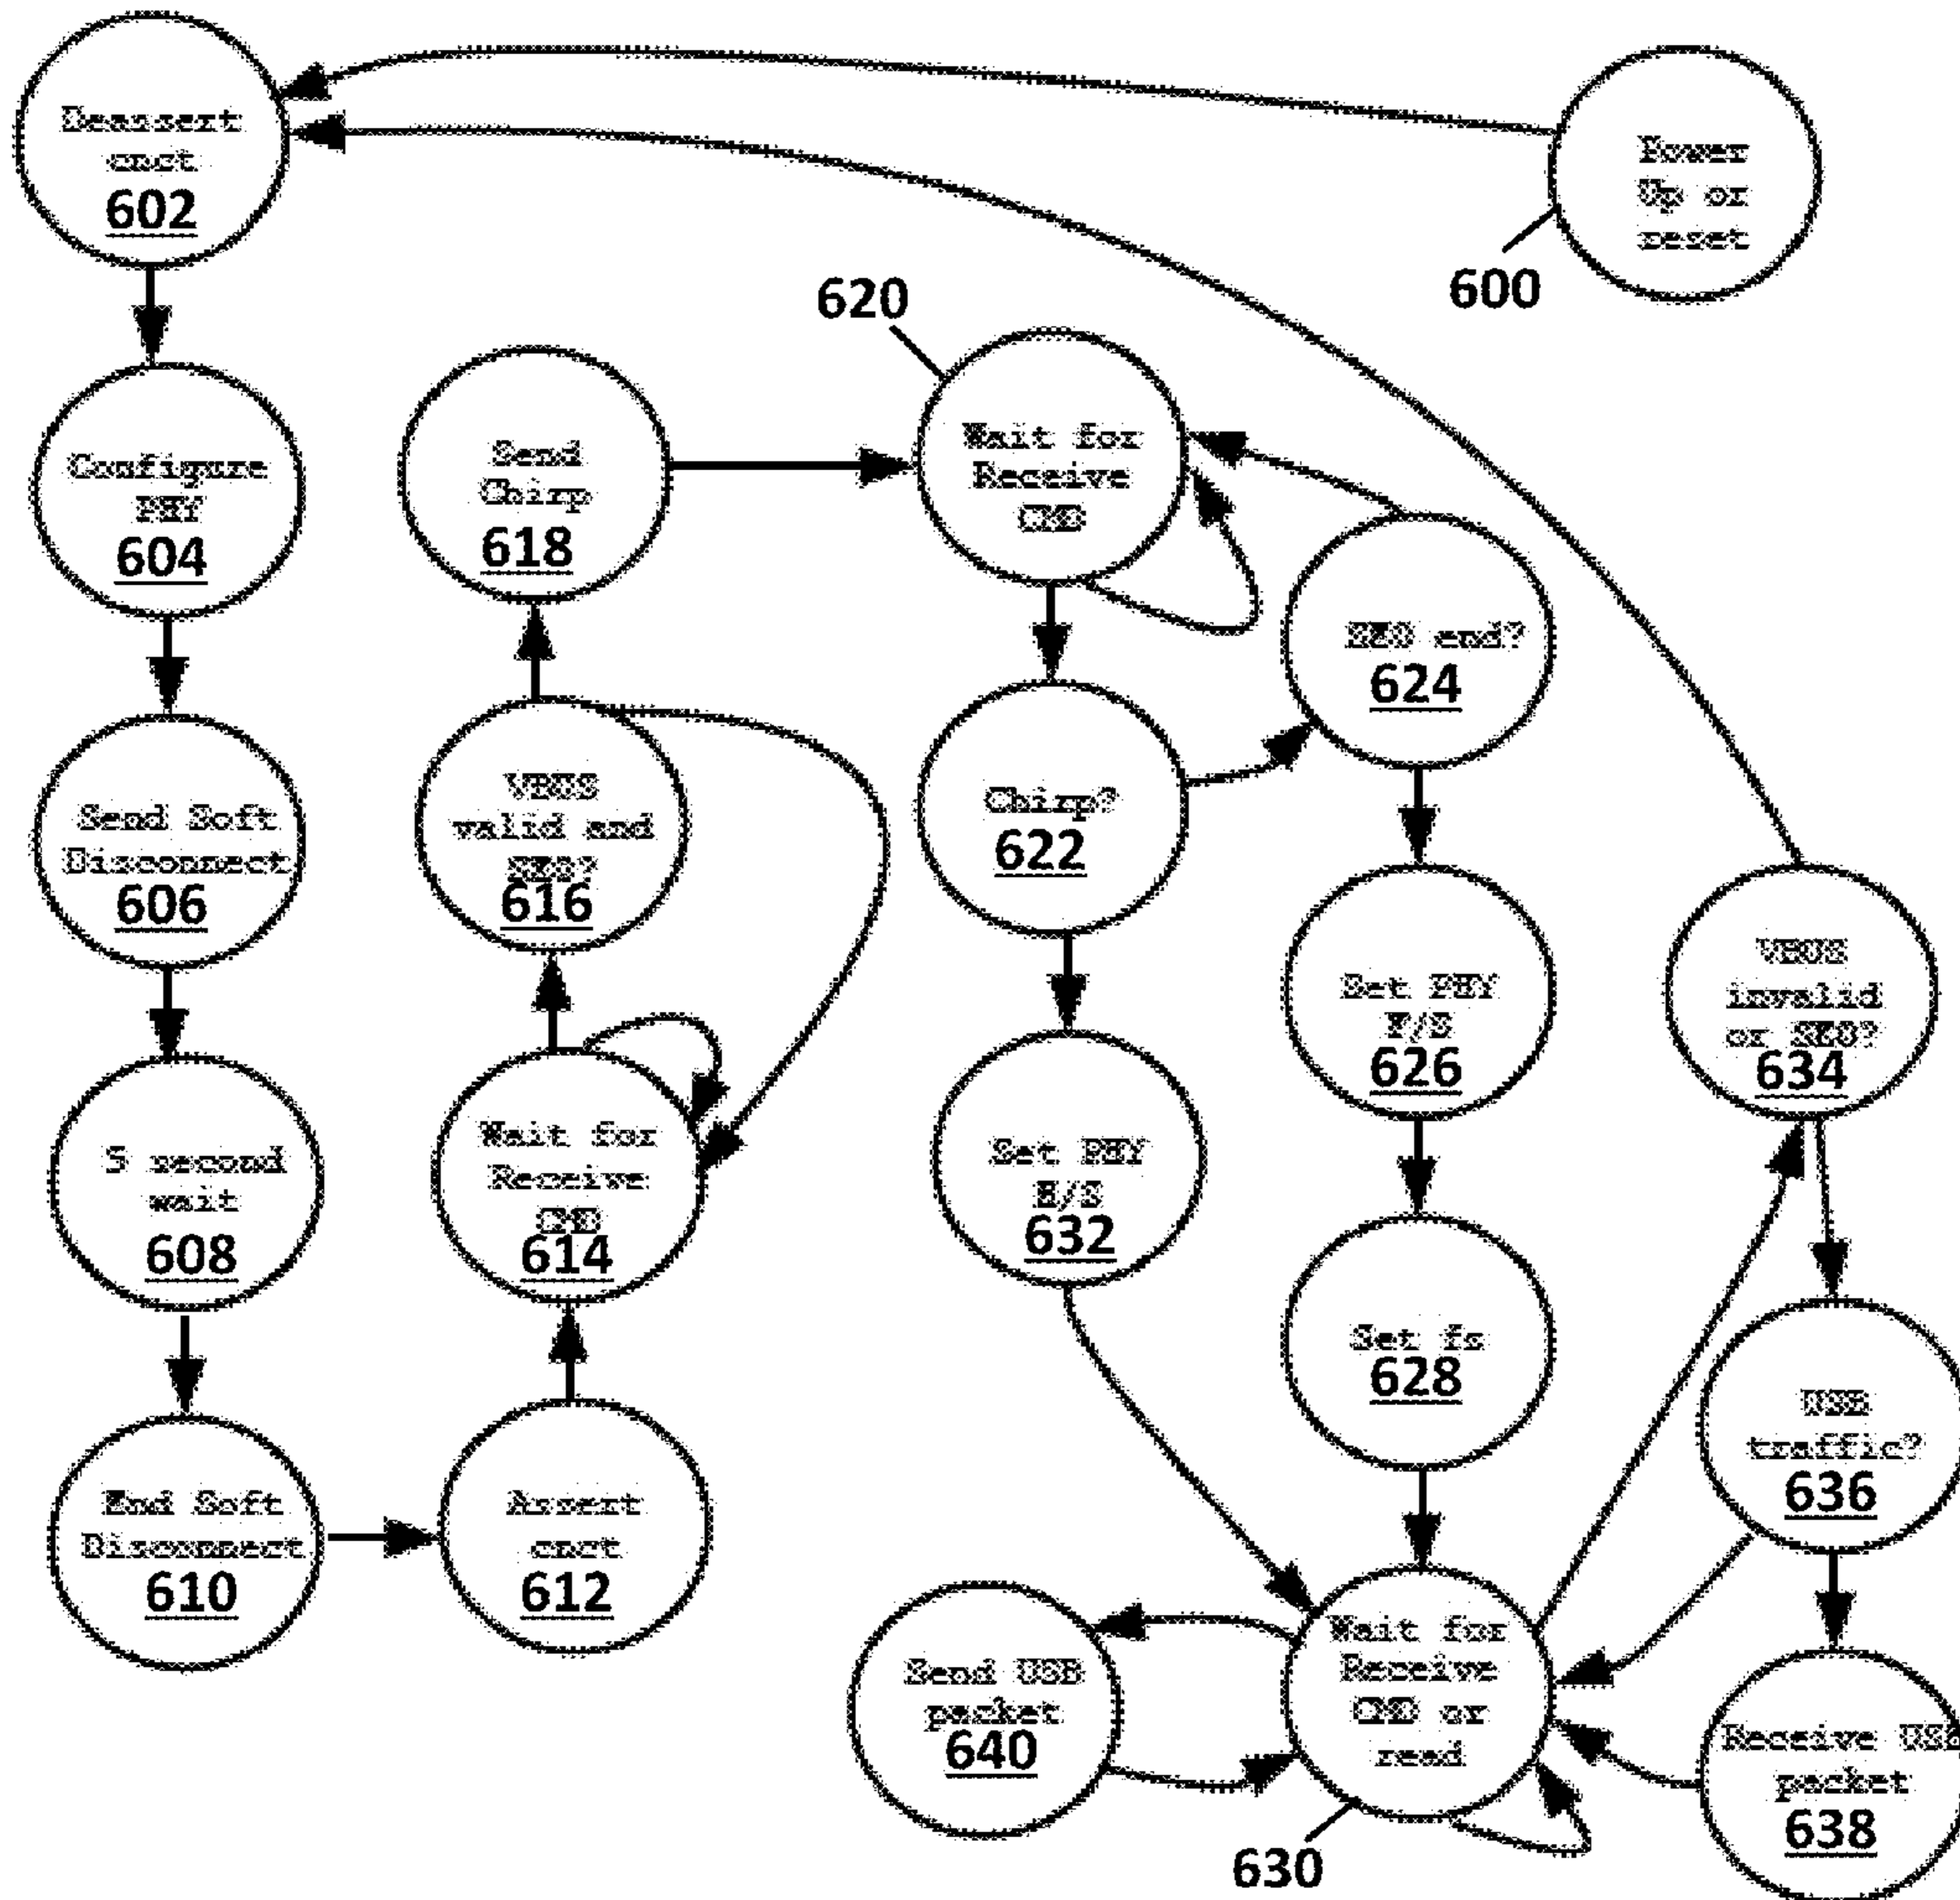 Deassert
cnct
602
Power
Up or
reset
600
Configure
PHY
604
Send Soft
Disconnect
606
5 second
wait
608
End Soft
Disconnect
610
Assert
cnct
612
Wait for
Receive
CMD
614
VBUS
valid and
SE0?
616
Send
Chirp
618
620
Wait for
Receive
CMD
Chirp?
622
SE0 end?
624
Set PHY
F/S
626
Set fs
628
Wait for
Receive
CMD or
read
630
Set PHY
H/S
632
VBUS
invalid
or SE0?
634
USB
traffic?
636
Receive USB
packet
638
Send USB
packet
640